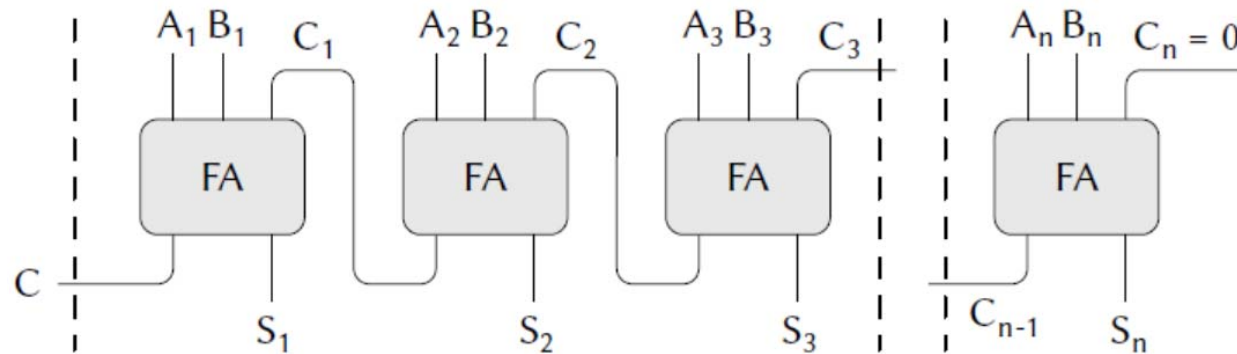 A₁ B₁ C₁ A₂ B₂ C₂ A₃ B₃ C₃ Aₙ Bₙ Cₙ = 0
FA FA FA FA
C Cₙ₋₁
S₁ S₂ S₃ Sₙ